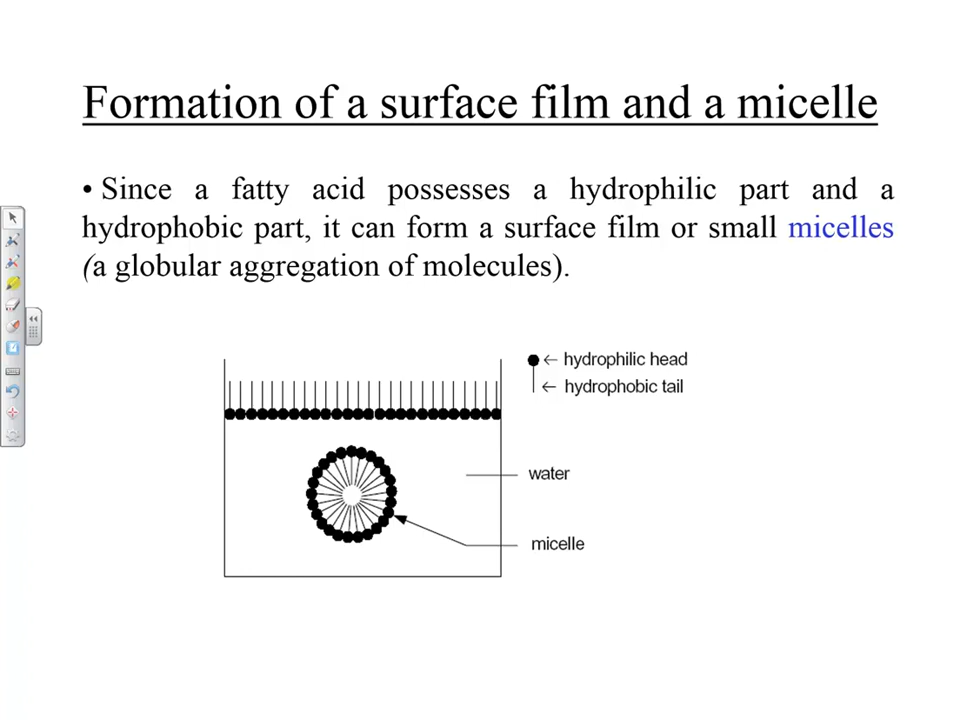 Formation of a surface film and a micelle
• Since a fatty acid possesses a hydrophilic part and a
hydrophobic part, it can form a surface film or small micelles
(a globular aggregation of molecules).
← hydrophilic head
← hydrophobic tail
water
micelle